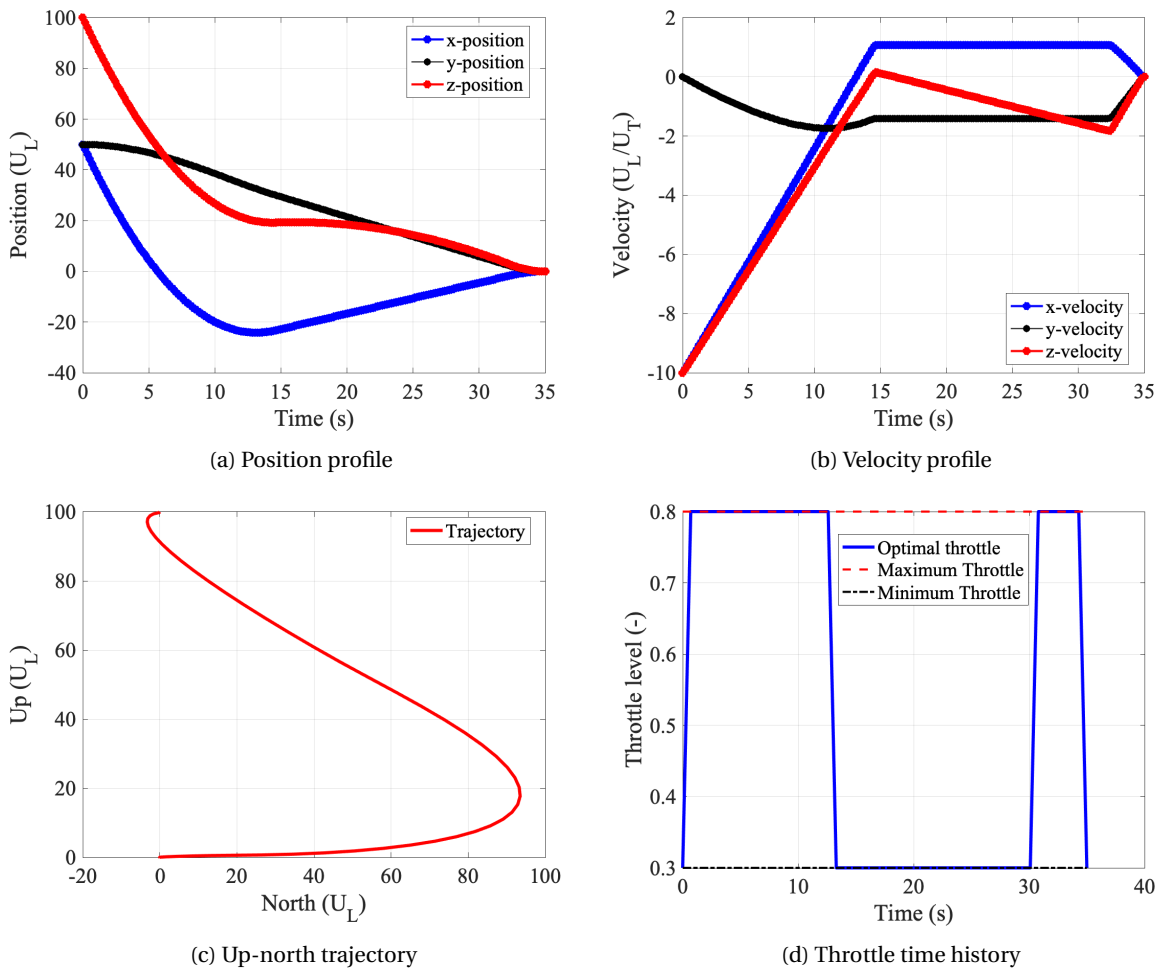 100
80
60
40
20
0
-20
-40
0
5
10
15
20
25
30
35
Position (U_L)
Time (s)
x-position
y-position
z-position
(a) Position profile
2
0
-2
-4
-6
-8
-10
0
5
10
15
20
25
30
35
Velocity (U_L/U_T)
Time (s)
x-velocity
y-velocity
z-velocity
(b) Velocity profile
100
80
60
40
20
0
-20
0
20
40
60
80
100
Up (U_L)
North (U_L)
Trajectory
(c) Up-north trajectory
0.8
0.7
0.6
0.5
0.4
0.3
0
10
20
30
40
Throttle level (-)
Time (s)
Optimal throttle
Maximum Throttle
Minimum Throttle
(d) Throttle time history